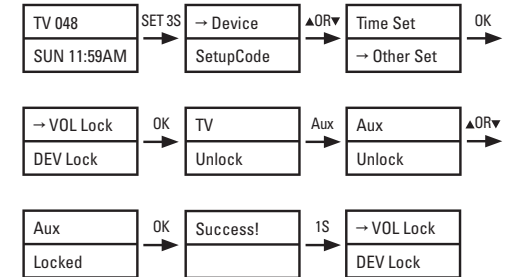 TV 048
SUN 11:59AM
SET 3S
→ Device
SetupCode
▲OR▼
Time Set
→ Other Set
OK
→ VOL Lock
DEV Lock
OK
TV
Unlock
Aux
Aux
Unlock
▲OR▼
Aux
Locked
OK
Success!
1S
→ VOL Lock
DEV Lock